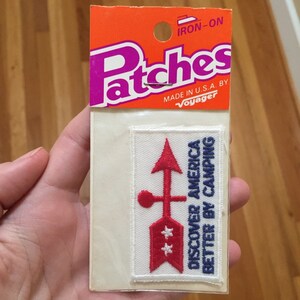 IRON-ON
Patches
MADE IN U.S.A. BY
Voyager
DISCOVER AMERICA
BETTER BY CAMPING